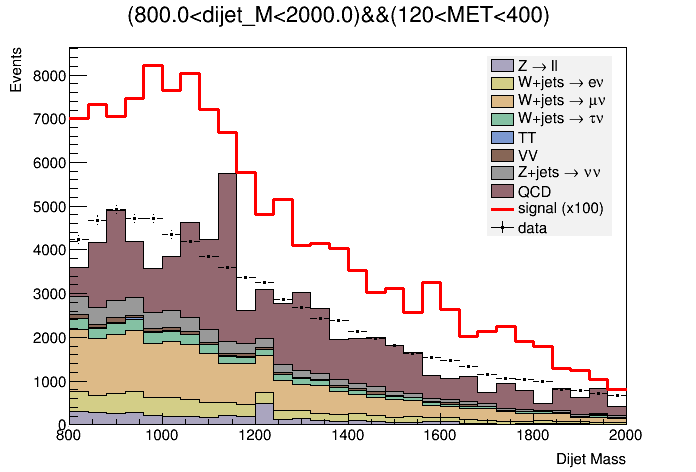 (800.0<dijet_M<2000.0)&&(120<MET<400)
Events
8000
7000
6000
5000
4000
3000
2000
1000
0
800
1000
1200
1400
1600
1800
2000
Dijet Mass
Z → ll
W+jets → eν
W+jets → μν
W+jets → τν
TT
VV
Z+jets → νν
QCD
signal (x100)
data